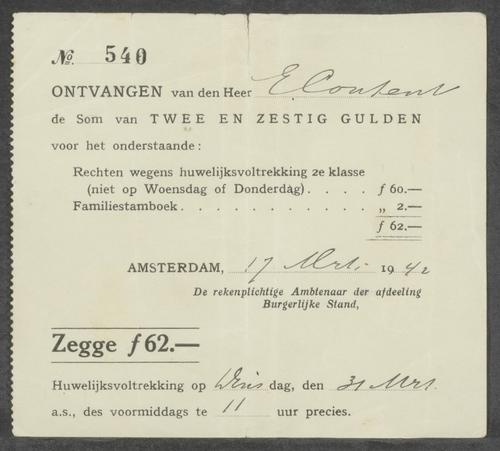 No. 540
ONTVANGEN van den Heer E. Content
de Som van TWEE EN ZESTIG GULDEN
voor het onderstaande:
Rechten wegens huwelijksvoltrekking 2e klasse
(niet op Woensdag of Donderdag) . . . . f 60.—
Familiestamboek . . . . . . . . . . . „ 2.—
f 62.—
AMSTERDAM, 17 Mrt. 1942
De rekenplichtige Ambtenaar der afdeeling
Burgerlijke Stand,
Zegge f 62.—
Huwelijksvoltrekking op Dinsdag, den 31 Mrt.
a.s., des voormiddags te 11 uur precies.